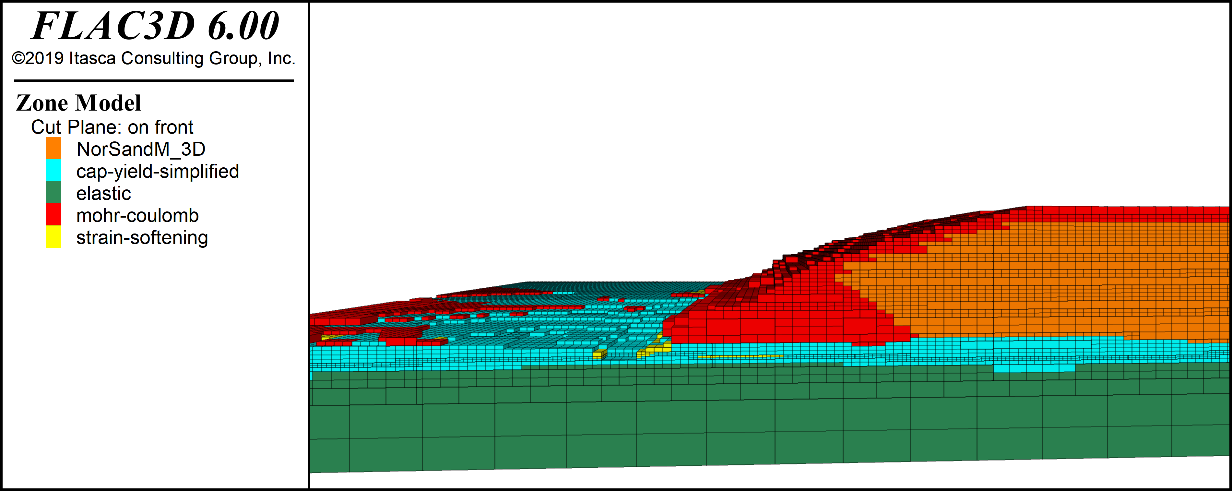 FLAC3D 6.00
©2019 Itasca Consulting Group, Inc.
Zone Model
Cut Plane: on front
NorSandM_3D
cap-yield-simplified
elastic
mohr-coulomb
strain-softening